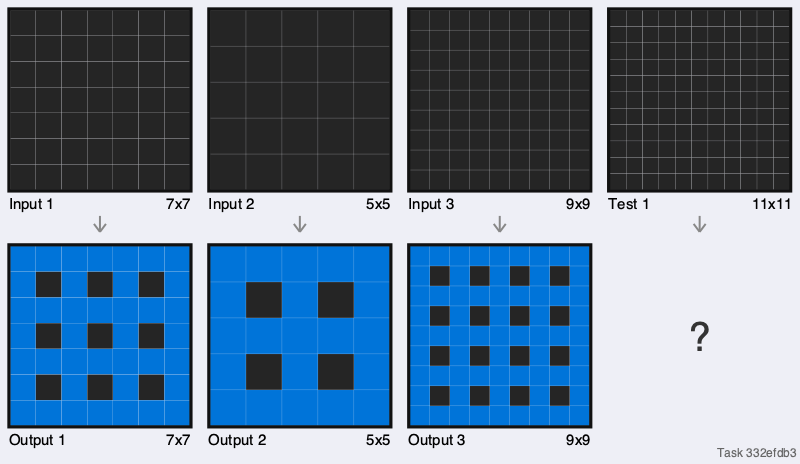 Input 1 7x7
Input 2 5x5
Input 3 9x9
Test 1 11x11
?
Output 1 7x7
Output 2 5x5
Output 3 9x9
Task 332efdb3